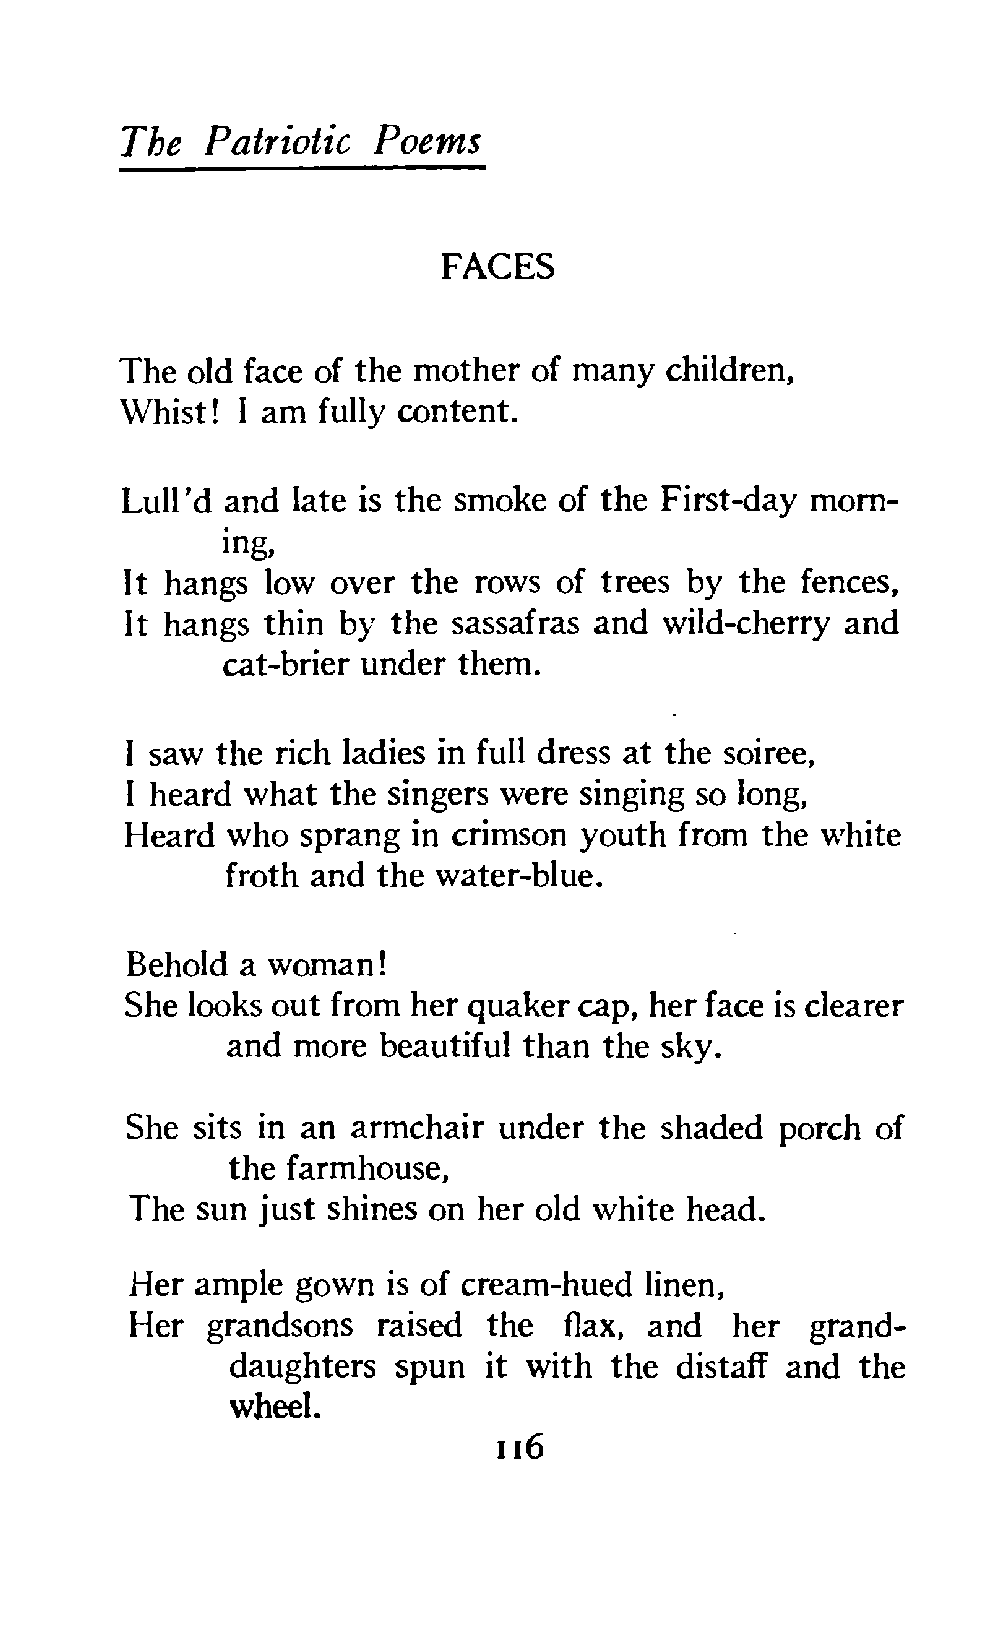 The Patriotic Poems
FACES
The old face of the mother of many children,
Whist! I am fully content.
Lull'd and late is the smoke of the First-day morn-
ing,
It hangs low over the rows of trees by the fences,
It hangs thin by the sassafras and wild-cherry and
cat-brier under them.
I saw the rich ladies in full dress at the soiree,
I heard what the singers were singing so long,
Heard who sprang in crimson youth from the white
froth and the water-blue.
Behold a woman!
She looks out from her quaker cap, her face is clearer
and more beautiful than the sky.
She sits in an armchair under the shaded porch of
the farmhouse,
The sun just shines on her old white head.
Her ample gown is of cream-hued linen,
Her grandsons raised the flax, and her grand-
daughters spun it with the distaff and the
wheel.
116